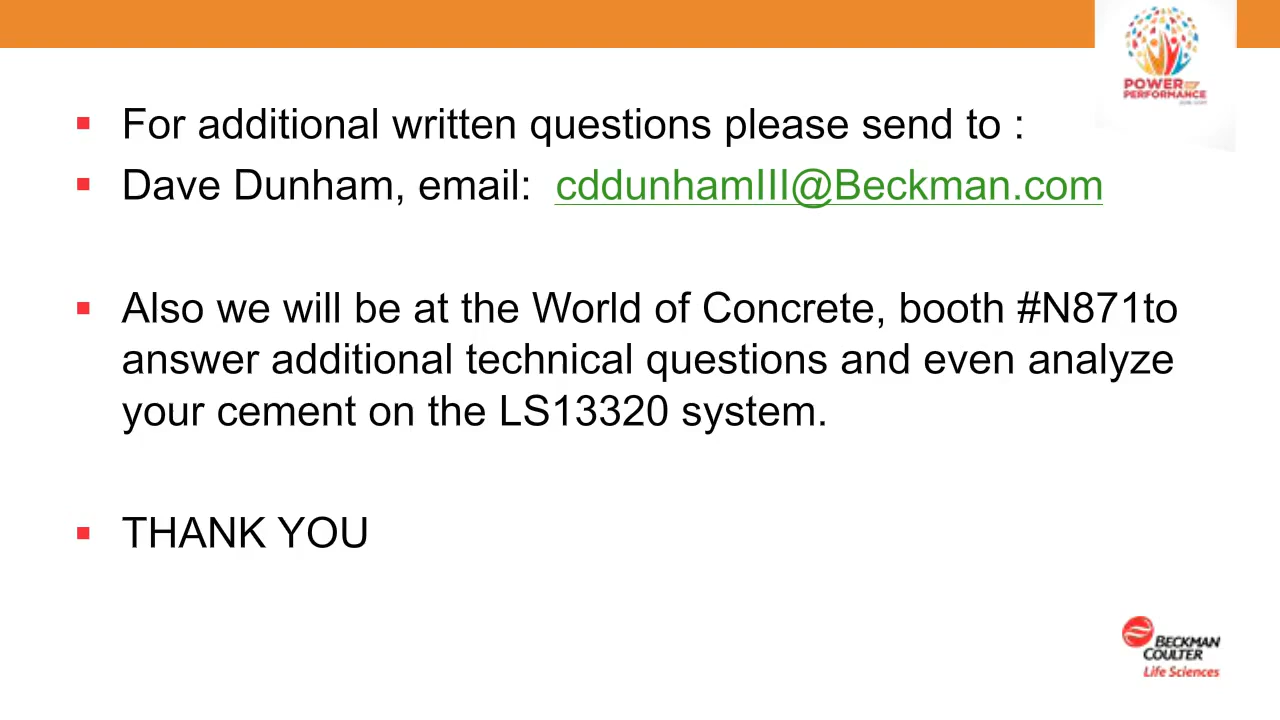 POWER
PERFORMANCE
For additional written questions please send to :
Dave Dunham, email: cddunhamIII@Beckman.com
Also we will be at the World of Concrete, booth #N871to
answer additional technical questions and even analyze
your cement on the LS13320 system.
THANK YOU
BECKMAN
COULTER
Life Sciences